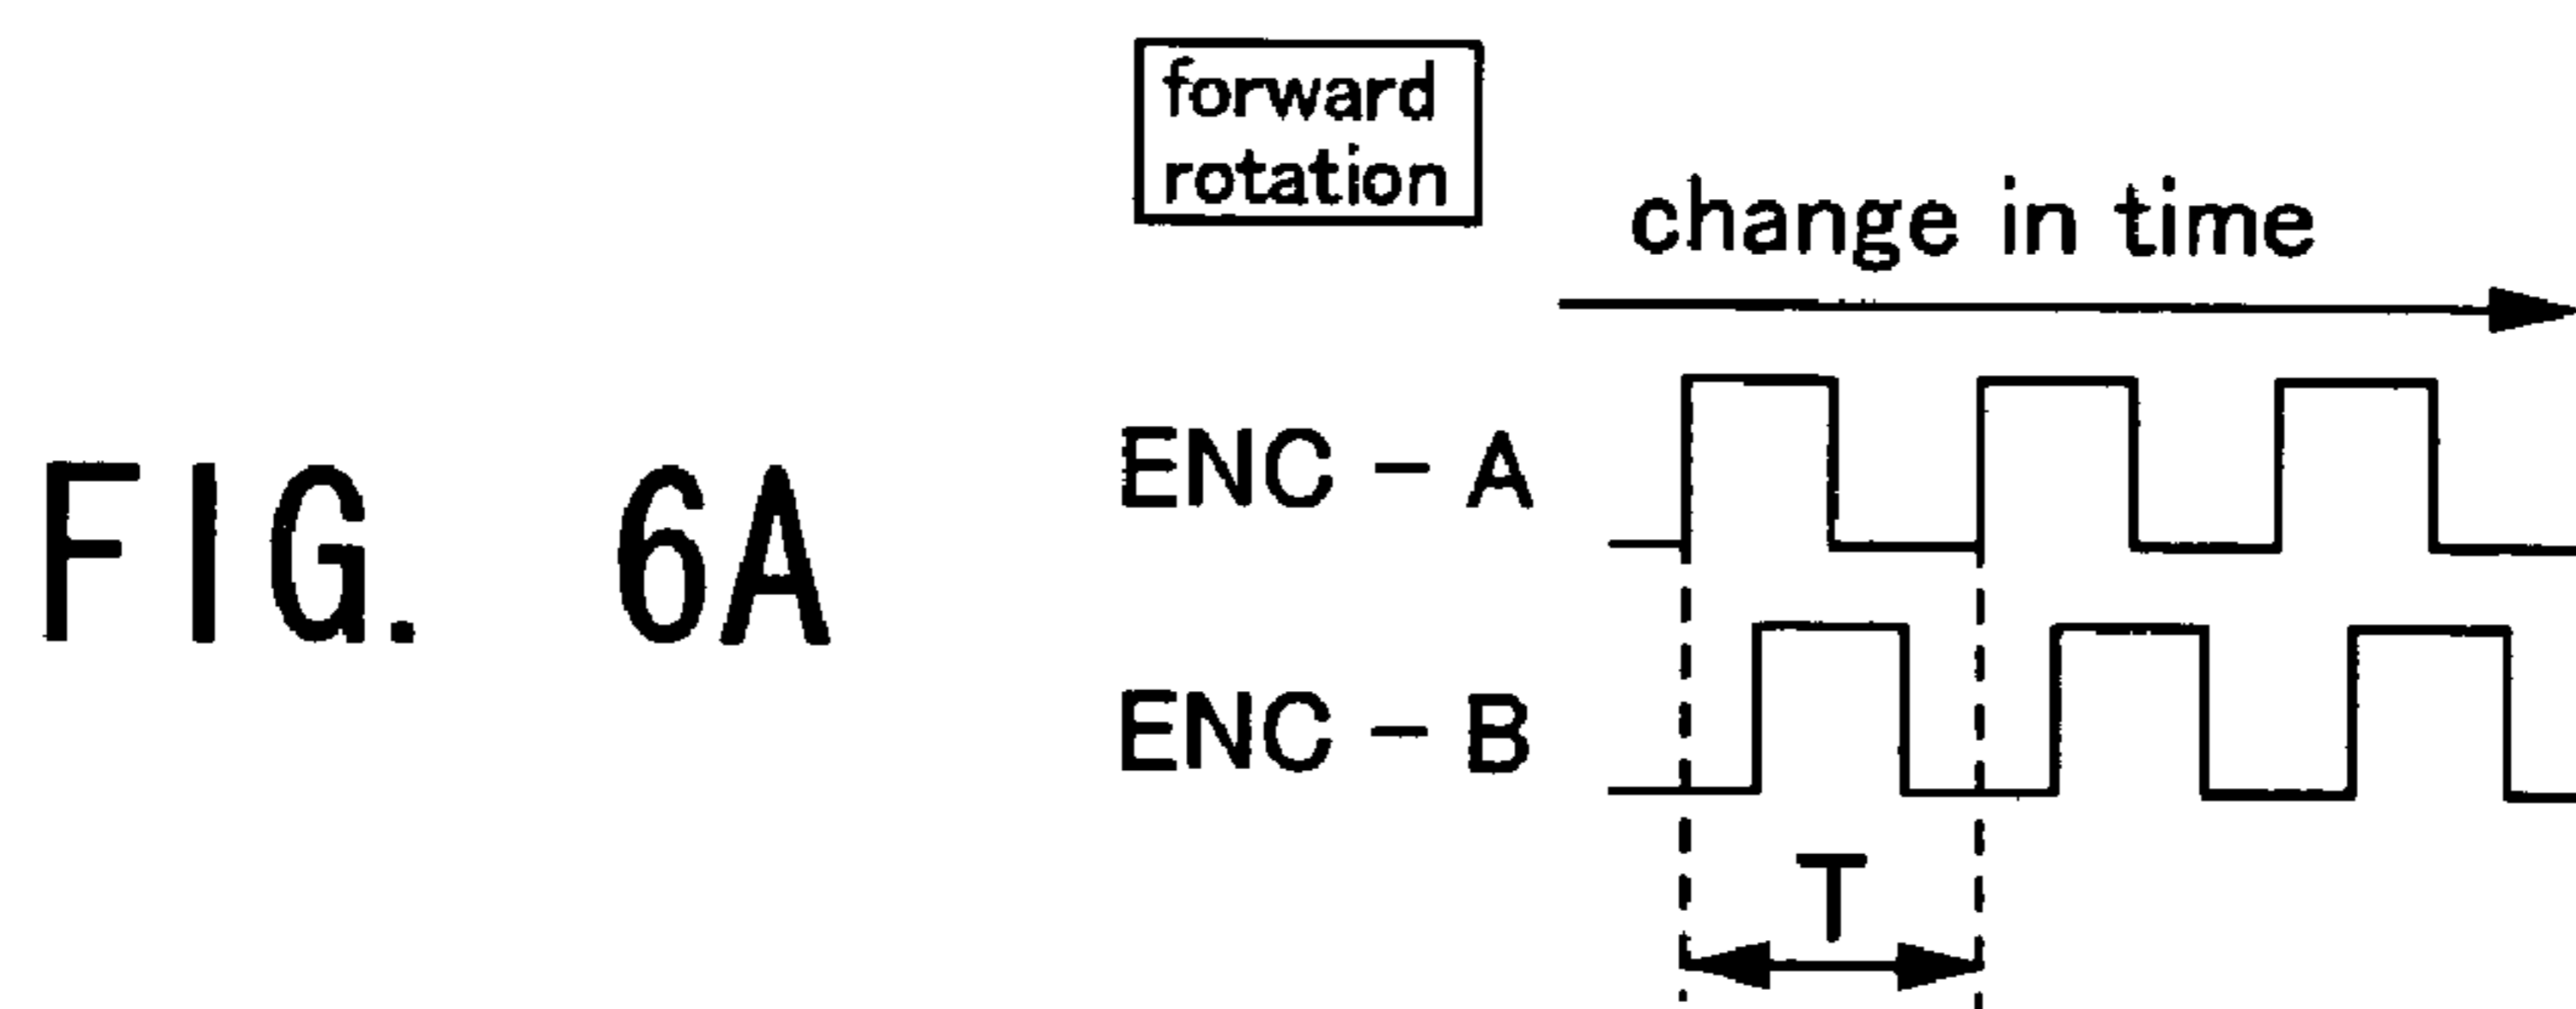 forward
rotation
change in time
ENC - A
FIG. 6A
ENC - B
T